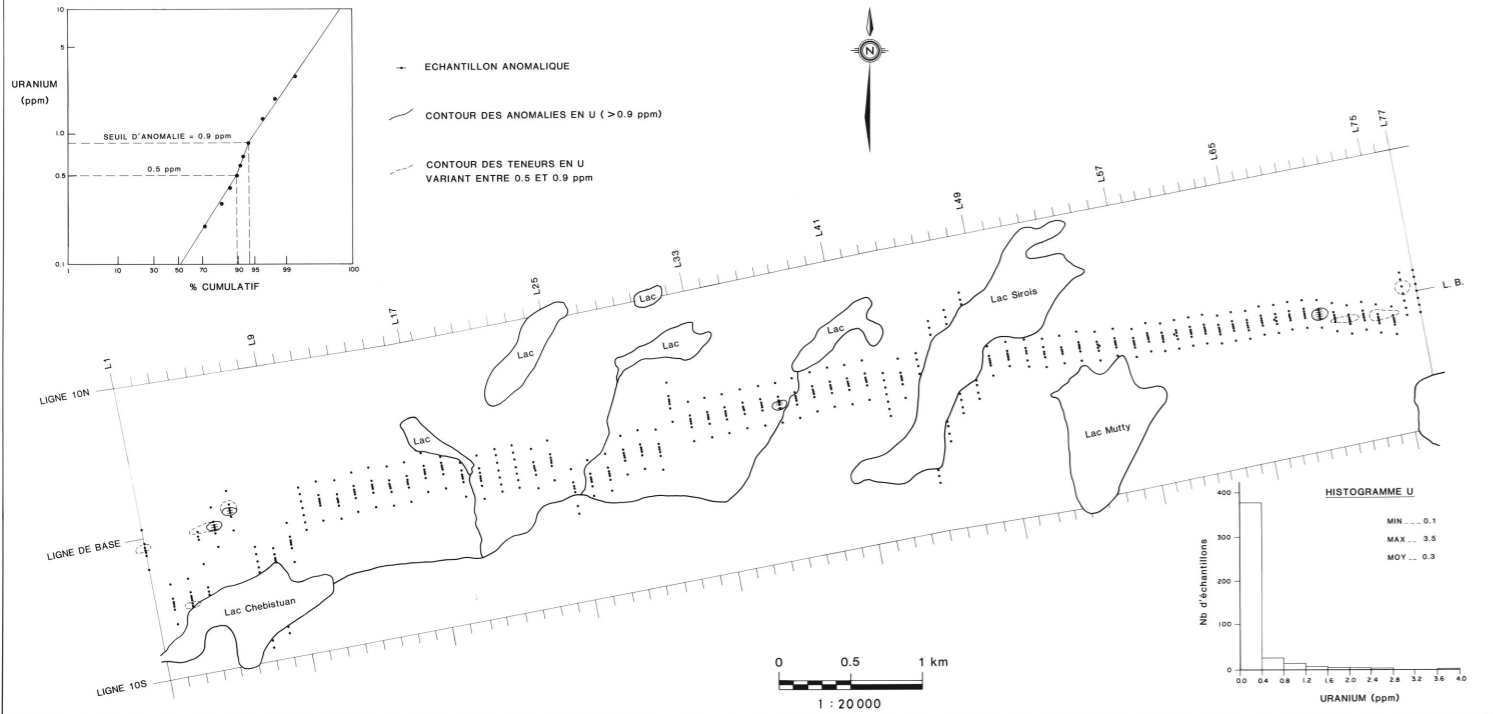 10
5
URANIUM
(ppm)
1.0
SEUIL D'ANOMALIE = 0.9 ppm
0.5 ppm
0.5
0.1
1 10 30 50 70 90 95 99 100
% CUMULATIF
ECHANTILLON ANOMALIQUE
CONTOUR DES ANOMALIES EN U ( >0.9 ppm)
CONTOUR DES TENEURS EN U
VARIANT ENTRE 0.5 ET 0.9 ppm
N
L1
L9
L17
L25
L33
L41
L49
L57
L65
L75
L77
LIGNE 10N
LIGNE DE BASE
LIGNE 10S
L. B.
Lac
Lac
Lac
Lac
Lac
Lac Sirois
Lac Mutty
Lac Chebistuan
0 0.5 1 km
1 : 20 000
HISTOGRAMME U
MIN _ _ _ 0.1
MAX _ _ 3.5
MOY _ _ 0.3
Nb d'échantillons
400
300
200
100
0
0.0 0.4 .8 1.2 1.6 2.0 2.4 2.8 3.2 3.6 4.0
URANIUM (ppm)